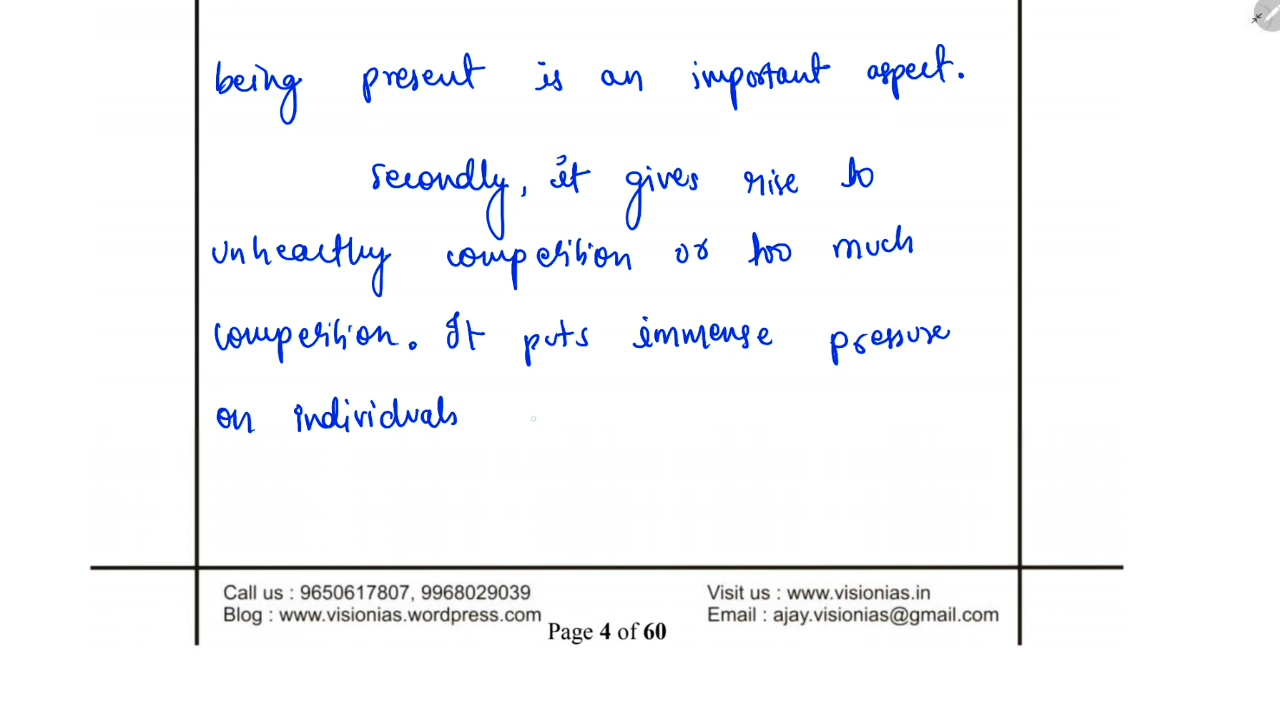 being present is an important aspect.
Secondly, it gives rise to
unhealthy competition or too much
competition. It puts immense pressure
on individuals
Call us : 9650617807, 9968029039 Visit us : www.visionias.in
Blog : www.visionias.wordpress.com Email : ajay.visionias@gmail.com
Page 4 of 60